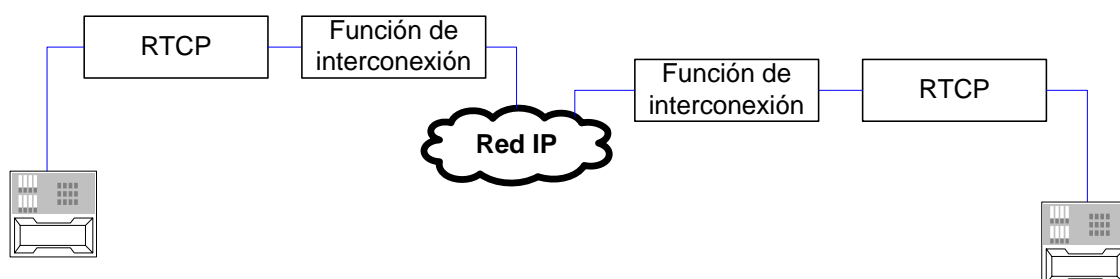 RTCP
Función de
interconexión
Función de
interconexión
RTCP
Red IP